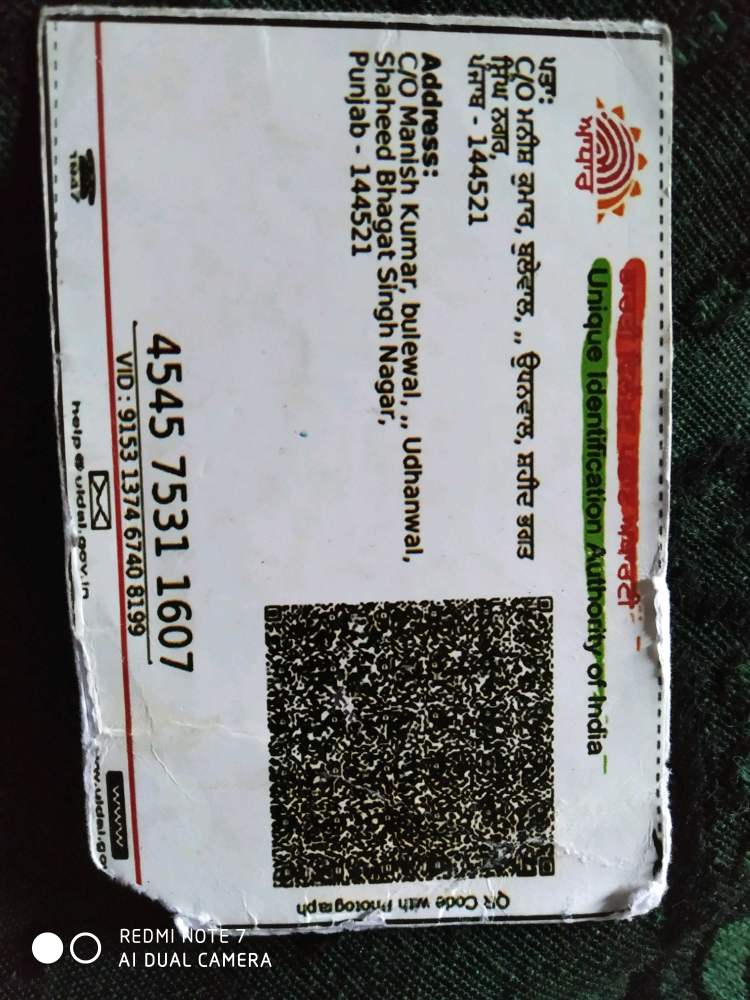 ਆਧਾਰ
Unique Identification Authority of India
ਪਤਾ:
C/O ਮਨੀਸ਼ ਕੁਮਾਰ, ਬੁਲੇਵਾਲ, ,, ਉਧਨਵਾਲ, ਸ਼ਹੀਦ ਭਗਤ
ਸਿੰਘ ਨਗਰ,
ਪੰਜਾਬ - 144521
Address:
C/O Manish Kumar, bulewal, ,, Udhanwal,
Shaheed Bhagat Singh Nagar,
Punjab - 144521
QR Code with Photograph
4545 7531 1607
VID : 9153 1374 6740 8199
1947
help@uidai.gov.in
WWW
REDMI NOTE 7
AI DUAL CAMERA